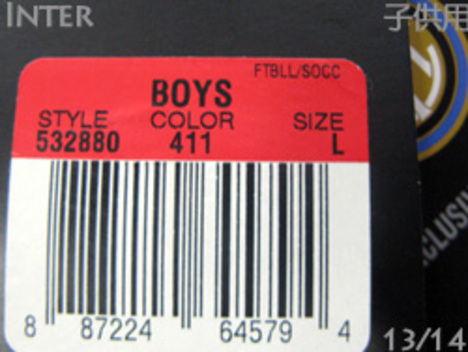 INTER
子供用
FTBLL/SOCC
BOYS
STYLE COLOR SIZE
532880 411 L
8 87224 64579 4
13/14